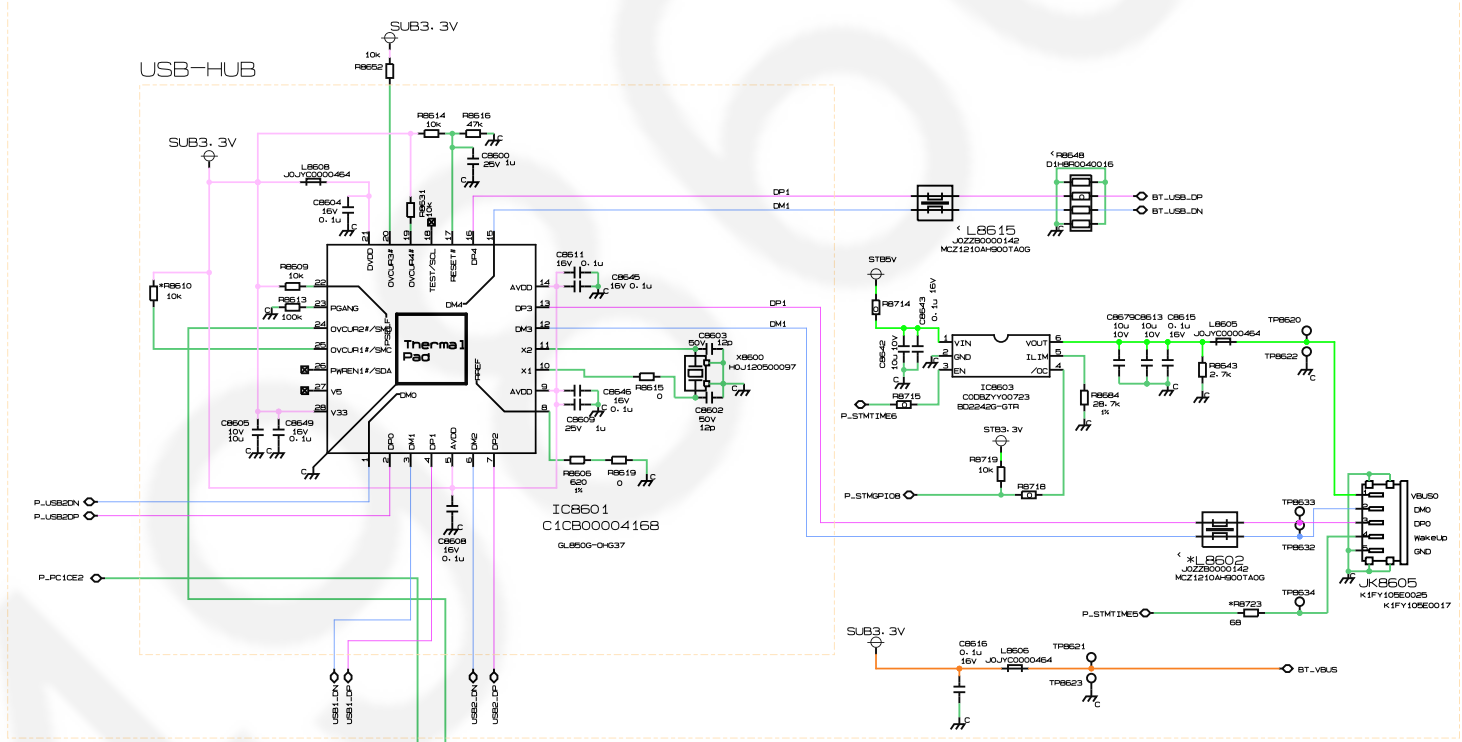 SUB3. 3V
10k
R8652
USB-HUB
SUB3. 3V
L8608
J0JYC0000464
C8604
16V
0. 1u
R8614
10k
R8616
47k
C
C8600
25V 1u
C
R8631
10k
C
21
20
19
18
17
16
15
DVDD
OVCUR3#
OVCUR4#
TEST/SCL
RESET#
DP4
DM4
*R8610
10k
R8609
10k
R8613
100k
C
22
23
24
25
26
27
28
PGANG
OVCUR2#/SMD
PSELF
OVCUR1#/SMC
PWREN1#/SDA
V5
V33
Thermal
Pad
DM0
RREF
AVDD
DP3
DM3
X2
X1
AVDD
14
13
12
11
10
9
8
C8611
16V 0. 1u
C8645
16V 0. 1u
C
C8603
50V 12p
X8600
H0J120500097
C
R8615
0
C8602
50V
12p
C8646
16V
0. 1u
C
C8609
25V 1u
C8605
10V
10u
C8649
16V
0. 1u
C
C
C
DP0
DM1
DP1
AVDD
DM2
DP2
1
2
3
4
5
6
7
R8606
620
1%
R8619
0
C
C
C8608
16V
0. 1u
IC8601
C1CB00004168
GL850G-OHG37
P_USB2DN
P_USB2DP
P_PC1CE2
USB1_DN
USB1_DP
USB2_DN
USB2_DP
DP1
DM1
L8615
J0ZZB0000142
MCZ1210AH900TA0G
R8648
D1H8R0040016
C
BT_USB_DP
BT_USB_DN
DP1
DM1
STB5V
R8714
C8642
10u 10V
C8643
0. 1u 16V
C
C
1
2
3
VIN
GND
EN
VOUT
ILIM
/OC
6
5
4
IC8603
C0DBZYY00723
BD2242G-GTR
P_STMTIME6
R8715
C8679
10u
10V
C8613
10u
10V
C8615
0. 1u
16V
C
L8605
J0JYC0000464
R8643
2. 7k
C
TP8620
TP8622
C
R8684
28. 7k
1%
C
STB3. 3V
R8719
10k
P_STMGPIO8
R8718
L8602
J0ZZB0000142
MCZ1210AH900TA0G
TP8633
TP8632
1
2
3
4
5
VBUS0
DM0
DP0
WakeUp
GND
C
JK8605
K1FY105E0025
K1FY105E0017
P_STMTIME5
*R8723
68
TP8634
SUB3. 3V
C8616
0. 1u
16V
C
L8606
J0JYC0000464
TP8621
TP8623
C
BT_VBUS